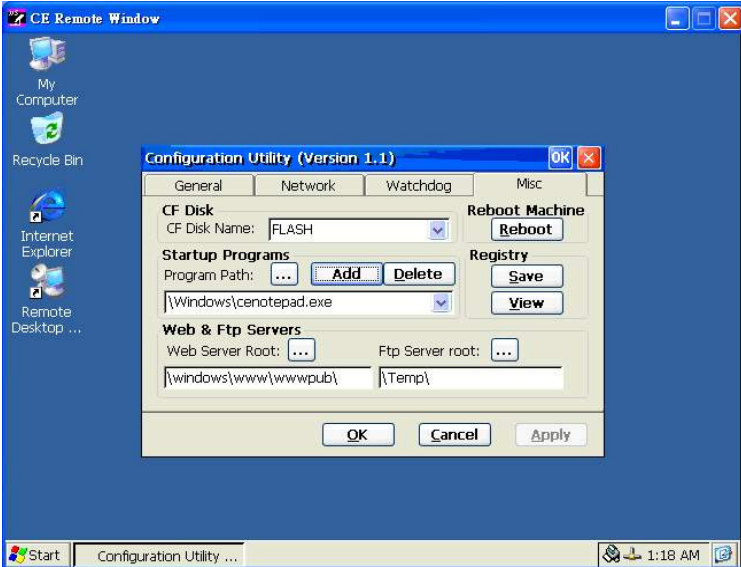 CE Remote Window
My
Computer
Recycle Bin
Internet
Explorer
Remote
Desktop ...
Configuration Utility (Version 1.1)
OK
General
Network
Watchdog
Misc
CF Disk
CF Disk Name:
FLASH
Reboot Machine
Reboot
Startup Programs
Program Path:
...
Add
Delete
\Windows\cenotepad.exe
Registry
Save
View
Web & Ftp Servers
Web Server Root:
...
Ftp Server root:
...
\windows\www\wwwpub\
\Temp\
OK
Cancel
Apply
Start
Configuration Utility ...
1:18 AM